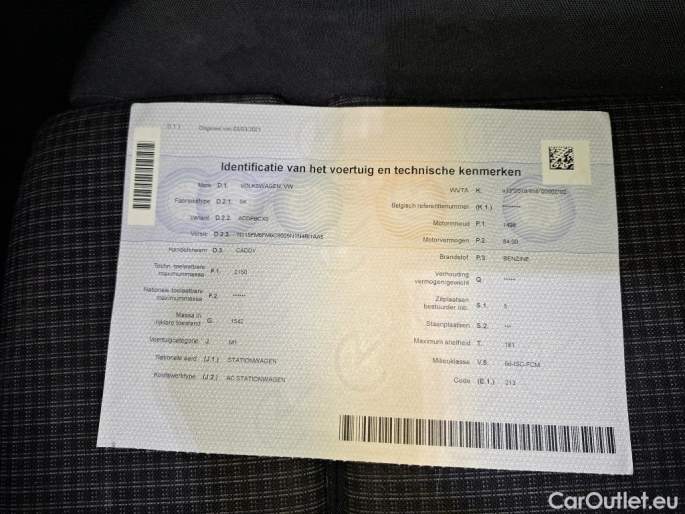 Identificatie van het voertuig en technische kenmerken
Merk D.1. VOLKSWAGEN, VW
Fabriekstype D.2.1. SK
Variant D.2.2.
Versie D.2.3.
Handelsnaam D.3. CADDY
Techn. toelaatbare
maximummassa F.1. 2150
Nationale toelaatbare
maximummassa F.2. ******
Massa in
rijklare toestand G. 1542
Voertuigcategorie J. M1
Nationale aard (J.1.) STATIONWAGEN
Koetswerktype (J.2.) AC STATIONWAGEN
WVTA K.
Belgisch referentienummer (K.1.) ******
Motorinhoud P.1. 1498
Motorvermogen P.2. 84.00
Brandstof P.3. BENZINE
Verhouding
vermogen/gewicht Q.
Zitplaatsen
bestuurder inb. S.1. 5
Staanplaatsen S.2. ***
Maximum snelheid T. 181
Milieuklasse V.9. 6d-ISC-FCM
Code (E.1.) 213
CarOutlet.eu